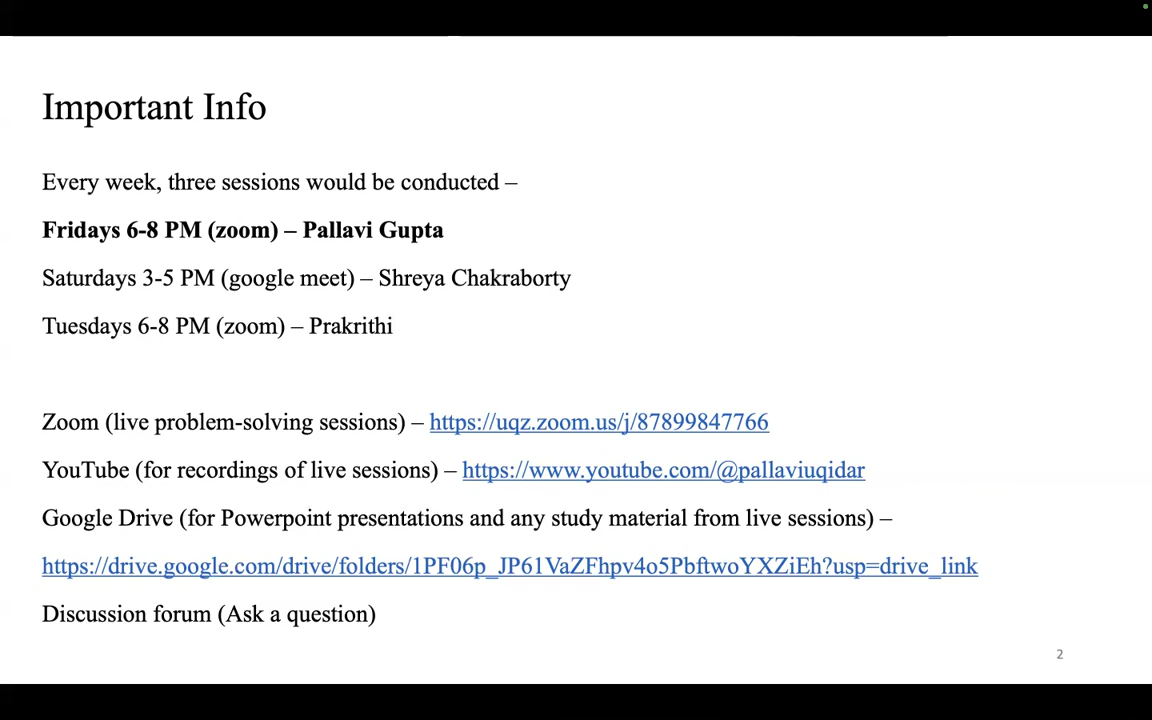 Important Info
Every week, three sessions would be conducted –
Fridays 6-8 PM (zoom) – Pallavi Gupta
Saturdays 3-5 PM (google meet) – Shreya Chakraborty
Tuesdays 6-8 PM (zoom) – Prakrithi
Zoom (live problem-solving sessions) – https://uqz.zoom.us/j/87899847766
YouTube (for recordings of live sessions) – https://www.youtube.com/@pallaviuqidar
Google Drive (for Powerpoint presentations and any study material from live sessions) –
https://drive.google.com/drive/folders/1PF06p_JP61VaZFhpv4o5PbftwoYXZiEh?usp=drive_link
Discussion forum (Ask a question)
2